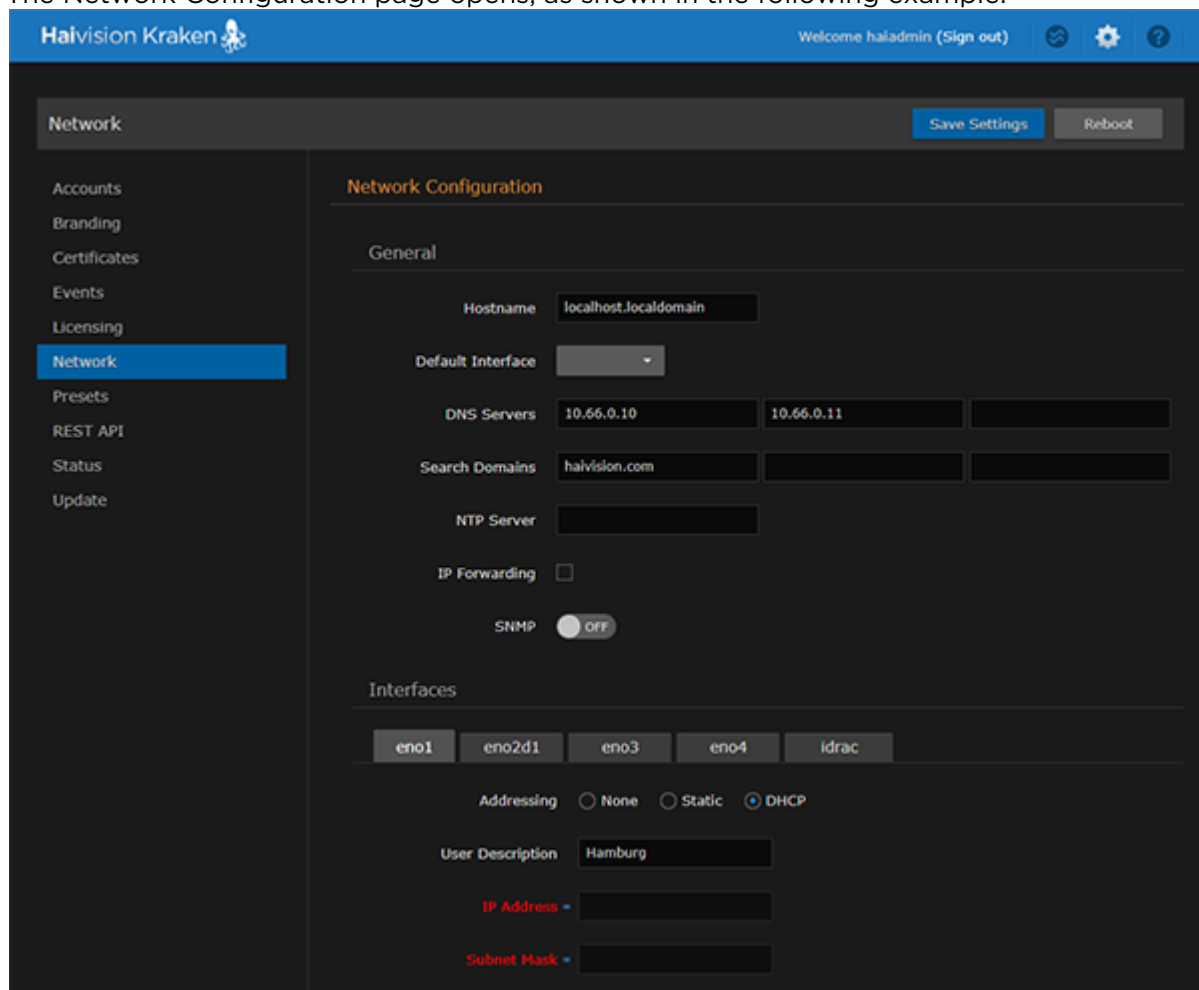 The Network Configuration page opens, as shown in the following example.
Haivision Kraken Welcome haiadmin (Sign out) ?
Network Save Settings Reboot
Accounts
Branding
Certificates
Events
Licensing
Network
Presets
REST API
Status
Update
Network Configuration
General
Hostname localhost.localdomain
Default Interface
DNS Servers 10.66.0.10 10.66.0.11
Search Domains haivision.com
NTP Server
IP Forwarding
SNMP OFF
Interfaces
eno1 eno2d1 eno3 eno4 idrac
Addressing None Static DHCP
User Description Hamburg
IP Address
Subnet Mask